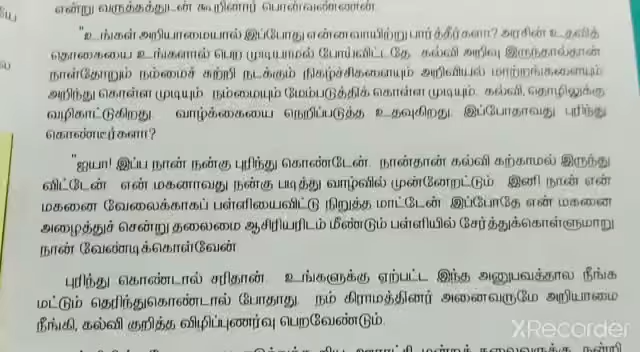 என்று வருத்தத்துடன் கூறினார் பொன்வண்ணன்.
"உங்கள் அறியாமையால் இப்போது என்னவாயிற்று பார்த்தீர்களா? அரசின் உதவித்
தொகையை உங்களால் பெற முடியாமல் போய்விட்டதே. கல்வி அறிவு இருந்தால்தான்
நாள்தோறும் நம்மைச் சுற்றி நடக்கும் நிகழ்ச்சிகளையும் அறிவியல் மாற்றங்களையும்
அறிந்து கொள்ள முடியும். நம்மையும் மேம்படுத்திக் கொள்ள முடியும். கல்வி, தொழிலுக்கு
வழிகாட்டுகிறது. வாழ்க்கையை நெறிப்படுத்த உதவுகிறது. இப்போதாவது புரிந்து
கொண்டீர்களா?
"ஐயா! இப்ப நான் நன்கு புரிந்து கொண்டேன். நான்தான் கல்வி கற்காமல் இருந்து
விட்டேன். என் மகனாவது நன்கு படித்து வாழ்வில் முன்னேறட்டும். இனி நான் என்
மகனை வேலைக்காகப் பள்ளியைவிட்டு நிறுத்த மாட்டேன். இப்போதே என் மகனை
அழைத்துச் சென்று தலைமை ஆசிரியரிடம் மீண்டும் பள்ளியில் சேர்த்துக்கொள்ளுமாறு
நான் வேண்டிக்கொள்வேன்
புரிந்து கொண்டால் சரிதான். உங்களுக்கு ஏற்பட்ட இந்த அனுபவத்தால நீங்க
மட்டும் தெரிந்துகொண்டால் போதாது. நம் கிராமத்தினர் அனைவருமே அறியாமை
நீங்கி, கல்வி குறித்த விழிப்புணர்வு பெறவேண்டும்.
XRecorder